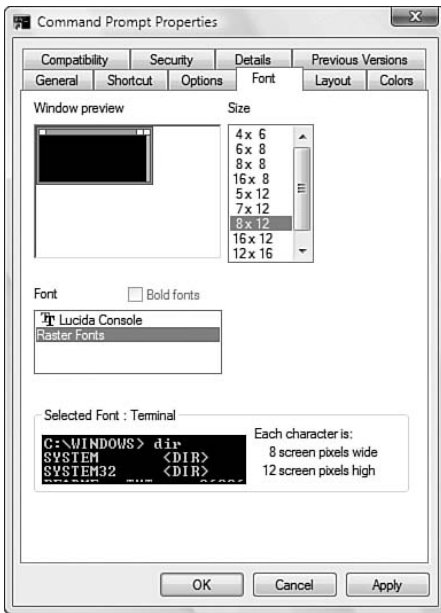 Command Prompt Properties
Compatibility Security Details Previous Versions
General Shortcut Options Font Layout Colors
Window preview Size
4 x 6
6 x 8
8 x 8
16 x 8
5 x 12
7 x 12
8 x 12
16 x 12
12 x 16
Font Bold fonts
Lucida Console
Raster Fonts
Selected Font : Terminal
C:\WINDOWS> dir
SYSTEM <DIR>
SYSTEM32 <DIR>
Each character is:
8 screen pixels wide
12 screen pixels high
OK Cancel Apply